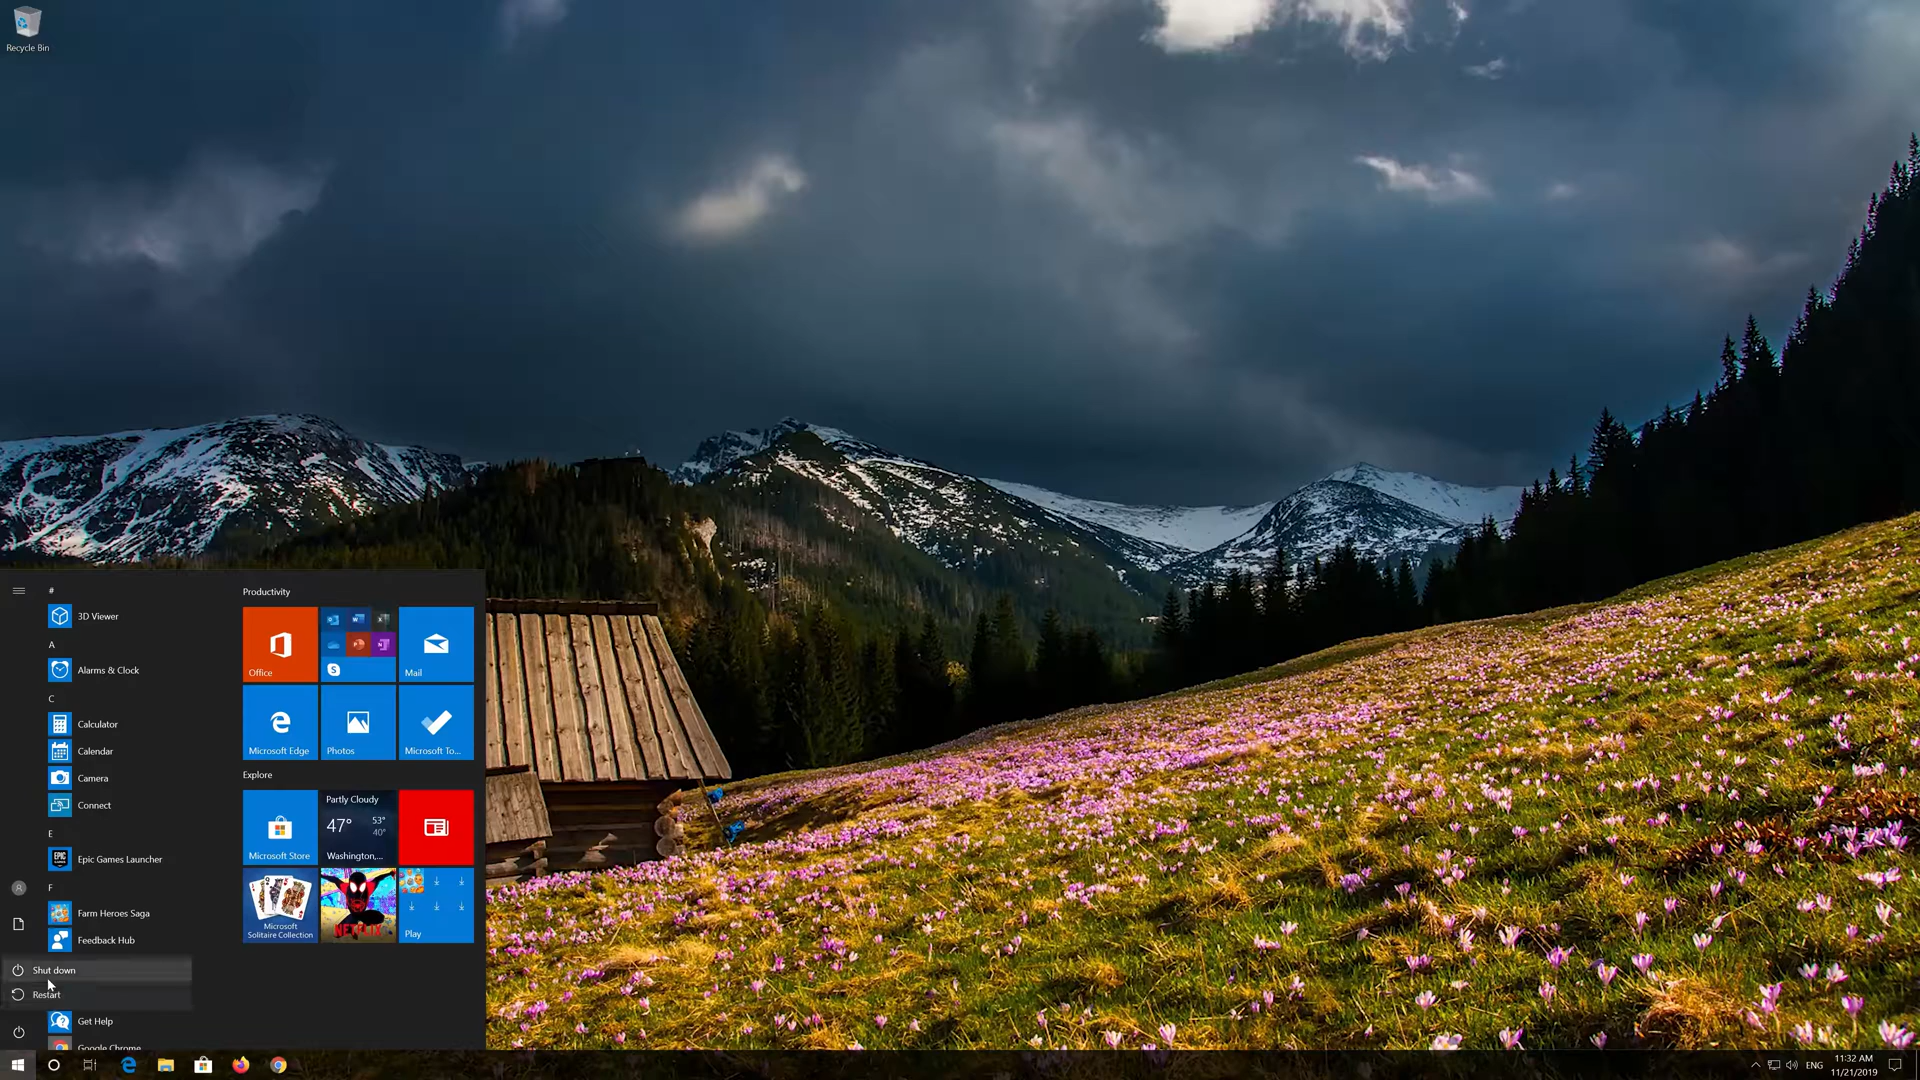 Recycle Bin
#
3D Viewer
A
Alarms & Clock
C
Calculator
Calendar
Camera
Connect
E
EPIC
Epic Games Launcher
F
Farm Heroes Saga
Feedback Hub
Shut down
Restart
Get Help
Google Chrome
Productivity
Office
Mail
Microsoft Edge
Photos
Microsoft To...
Explore
Microsoft Store
Partly Cloudy
47°
53°
40°
Washington,...
Microsoft
Solitaire Collection
NETFLIX
Play
ENG
11:32 AM
11/21/2019